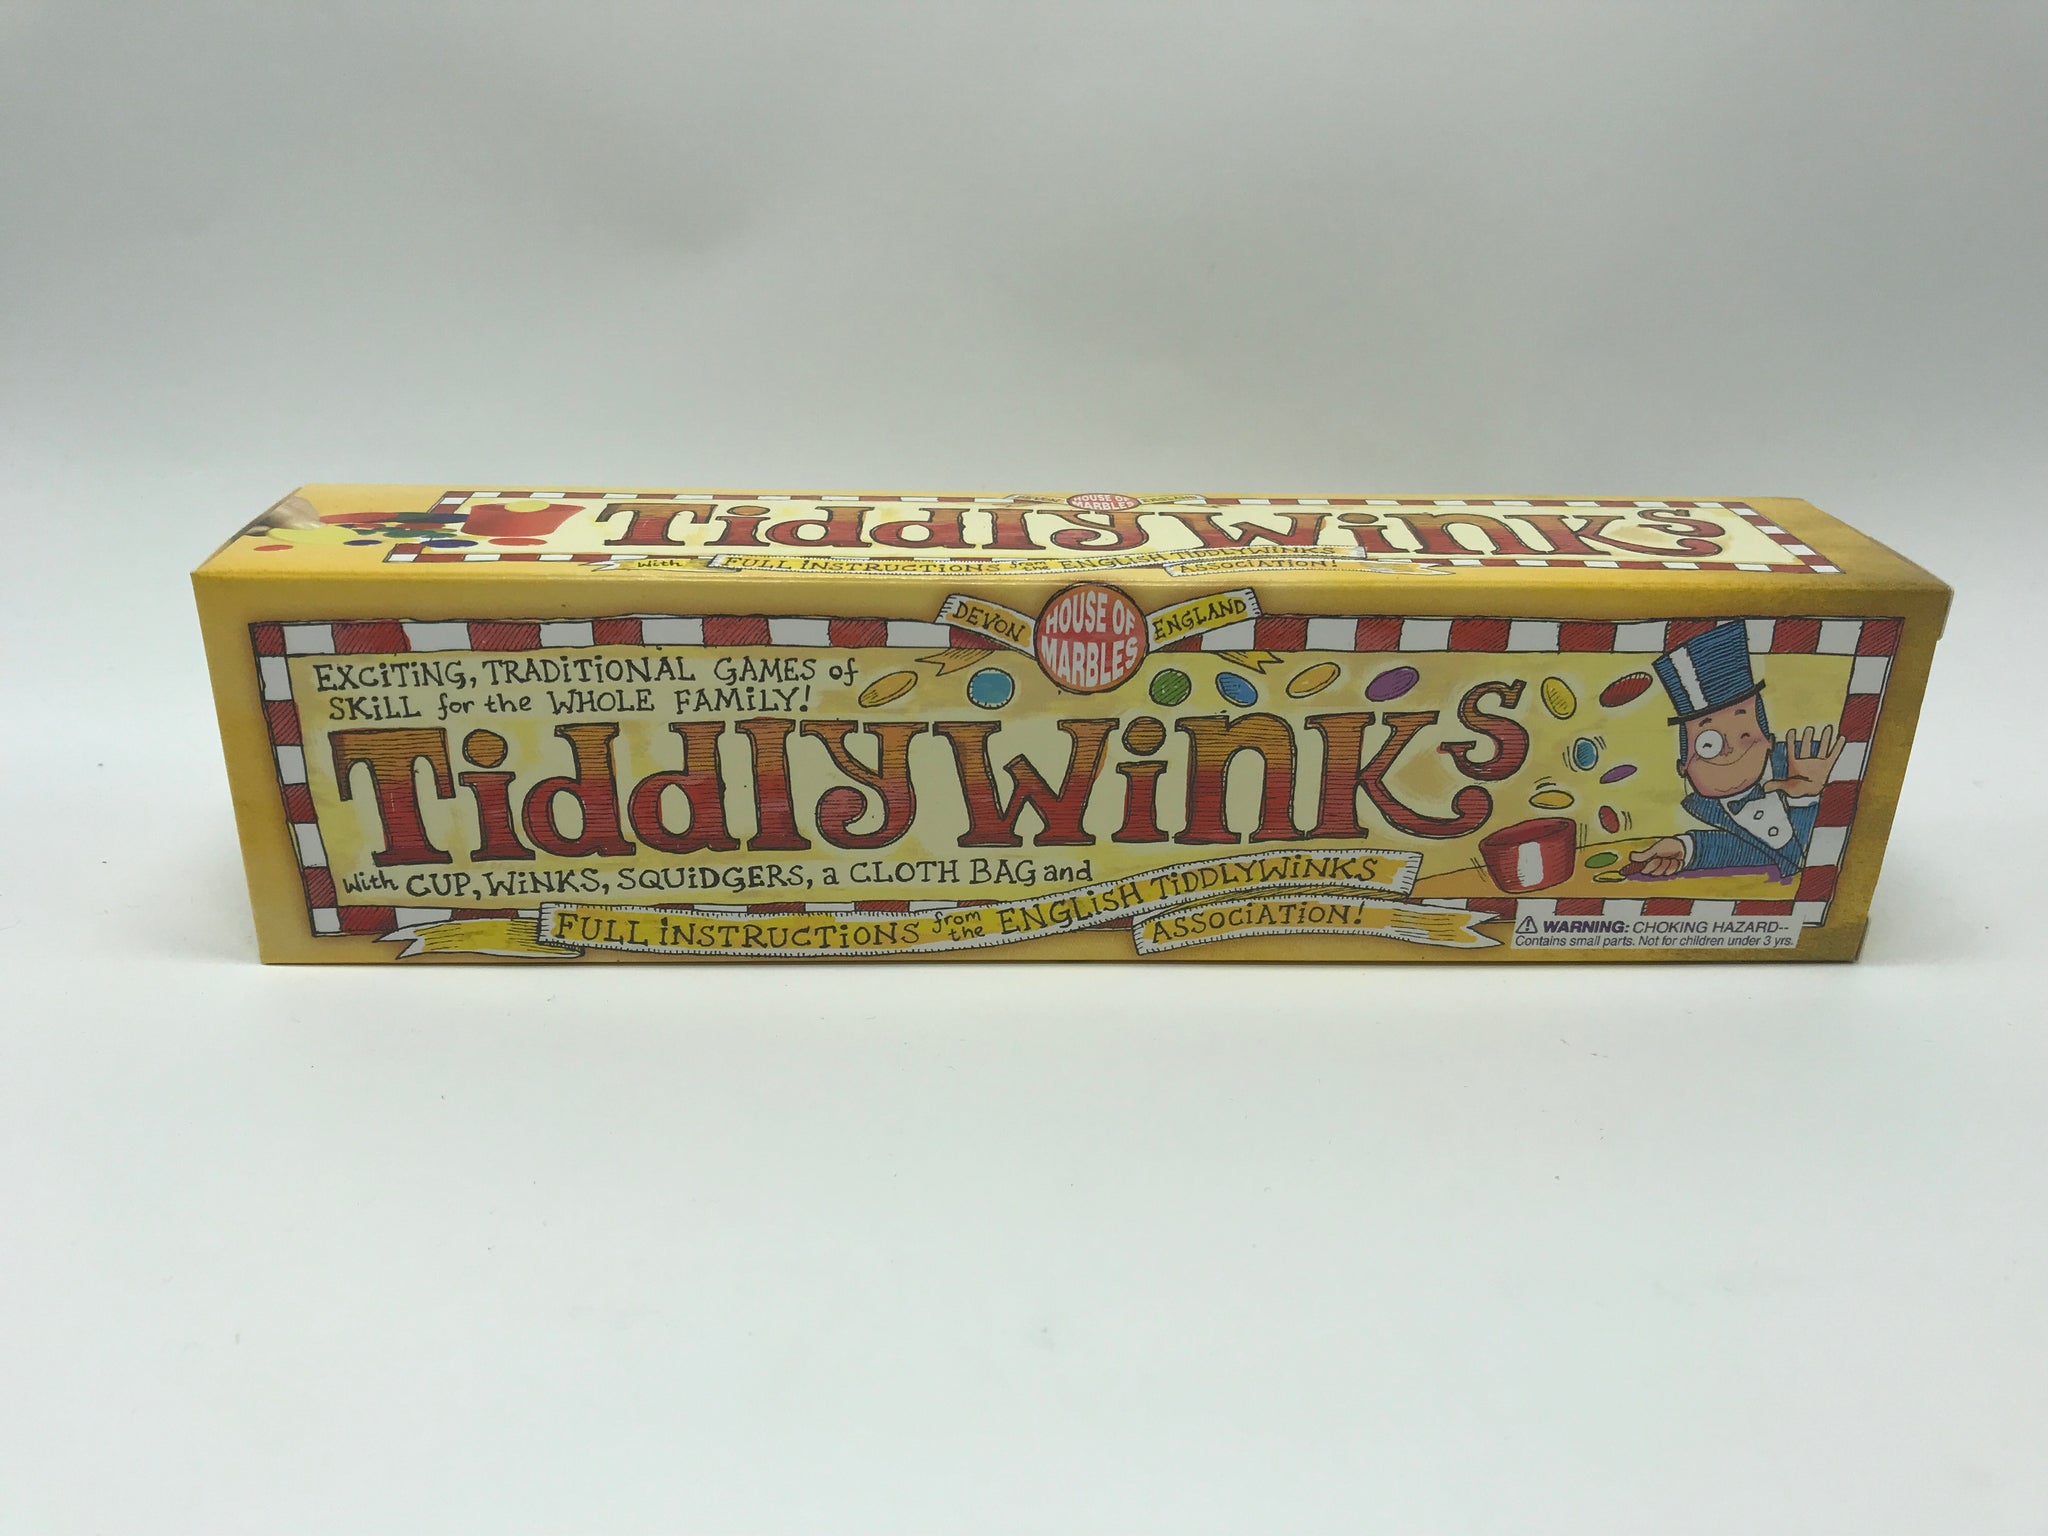 HOUSE OF
MARBLES
ENGLAND
TiddlyWinks
With FULL iNSTRUCTiONS from the ENGLiSH TiDDLYWiNKS
ASSOCiATiON!
DEVON
HOUSE OF
MARBLES
ENGLAND
EXCiTiNG, TRADiTiONAL GAMES of
SKiLL for the WHOLE FAMiLY!
TiddlyWinks
With CUP, WiNKS, SQUiDGERS, a CLOTH BAG and
FULL iNSTRUCTiONS from the ENGLiSH TiDDLYWiNKS
ASSOCiATiON!
WARNING: CHOKING HAZARD--
Contains small parts. Not for children under 3 yrs.